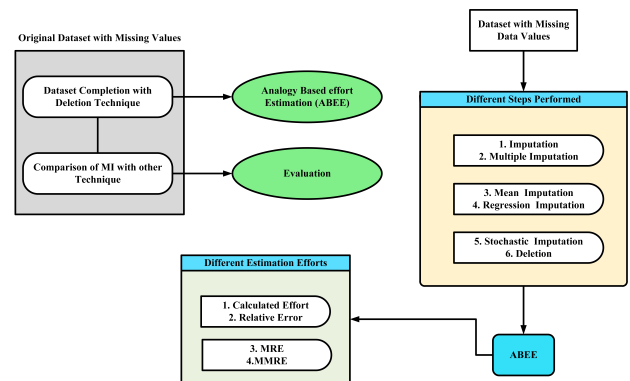 Original Dataset with Missing Values
Dataset Completion with
Deletion Technique
Comparison of MI with other
Technique
Analogy Based effort
Estimation (ABEE)
Evaluation
Dataset with Missing
Data Values
Different Steps Performed
1. Imputation
2. Multiple Imputation
3. Mean Imputation
4. Regression Imputation
5. Stochastic Imputation
6. Deletion
ABEE
Different Estimation Efforts
1. Calculated Effort
2. Relative Error
3. MRE
4.MMRE